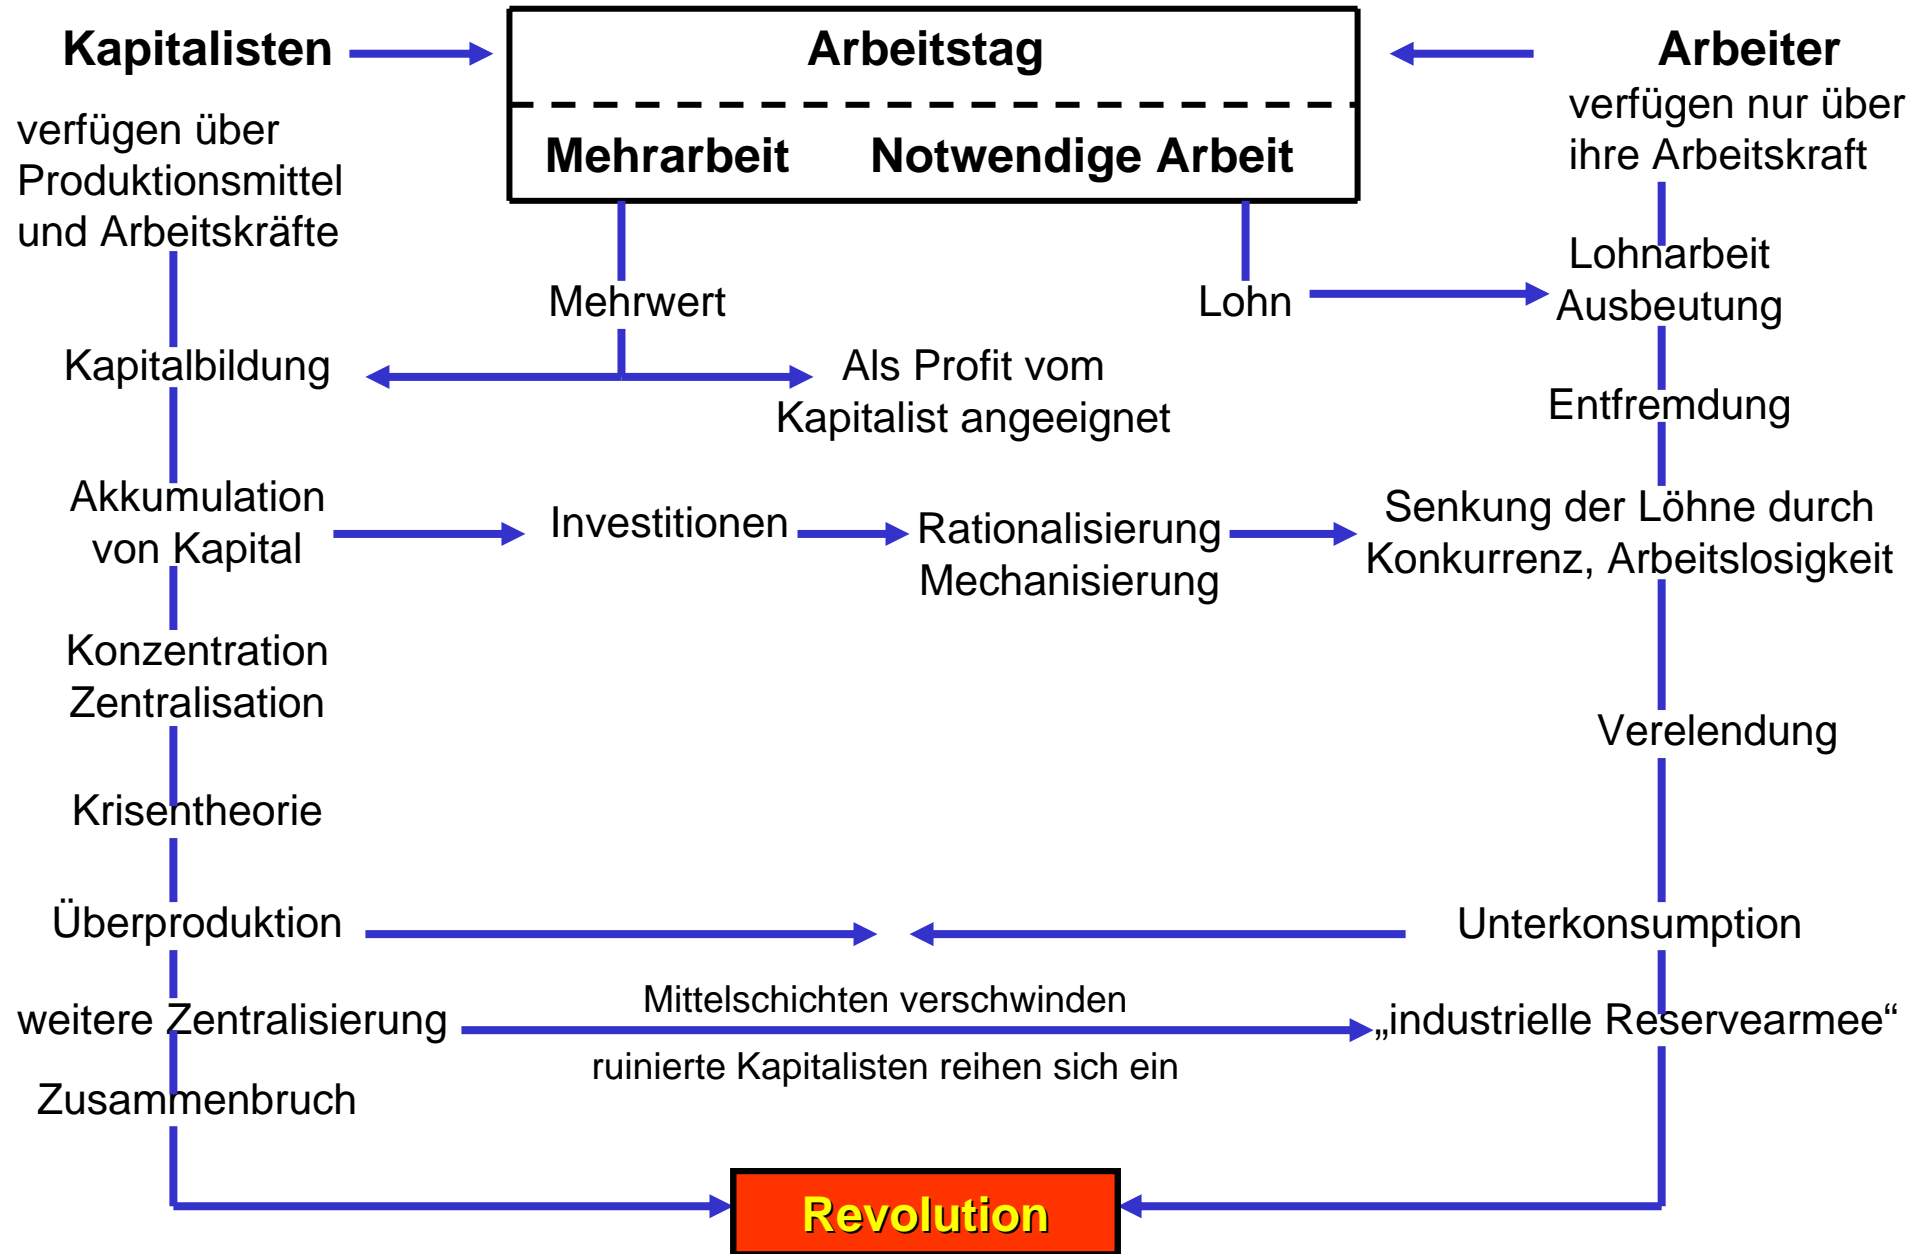 Kapitalisten
Arbeitstag
Arbeiter
verfügen über
Produktionsmittel
und Arbeitskräfte
Mehrarbeit
Notwendige Arbeit
verfügen nur über
ihre Arbeitskraft
Mehrwert
Lohn
Lohnarbeit
Ausbeutung
Kapitalbildung
Als Profit vom
Kapitalist angeeignet
Entfremdung
Akkumulation
von Kapital
Investitionen
Rationalisierung
Mechanisierung
Senkung der Löhne durch
Konkurrenz, Arbeitslosigkeit
Konzentration
Zentralisation
Verelendung
Krisentheorie
Überproduktion
Unterkonsumption
weitere Zentralisierung
Mittelschichten verschwinden
ruinierte Kapitalisten reihen sich ein
„industrielle Reservearmee“
Zusammenbruch
Revolution